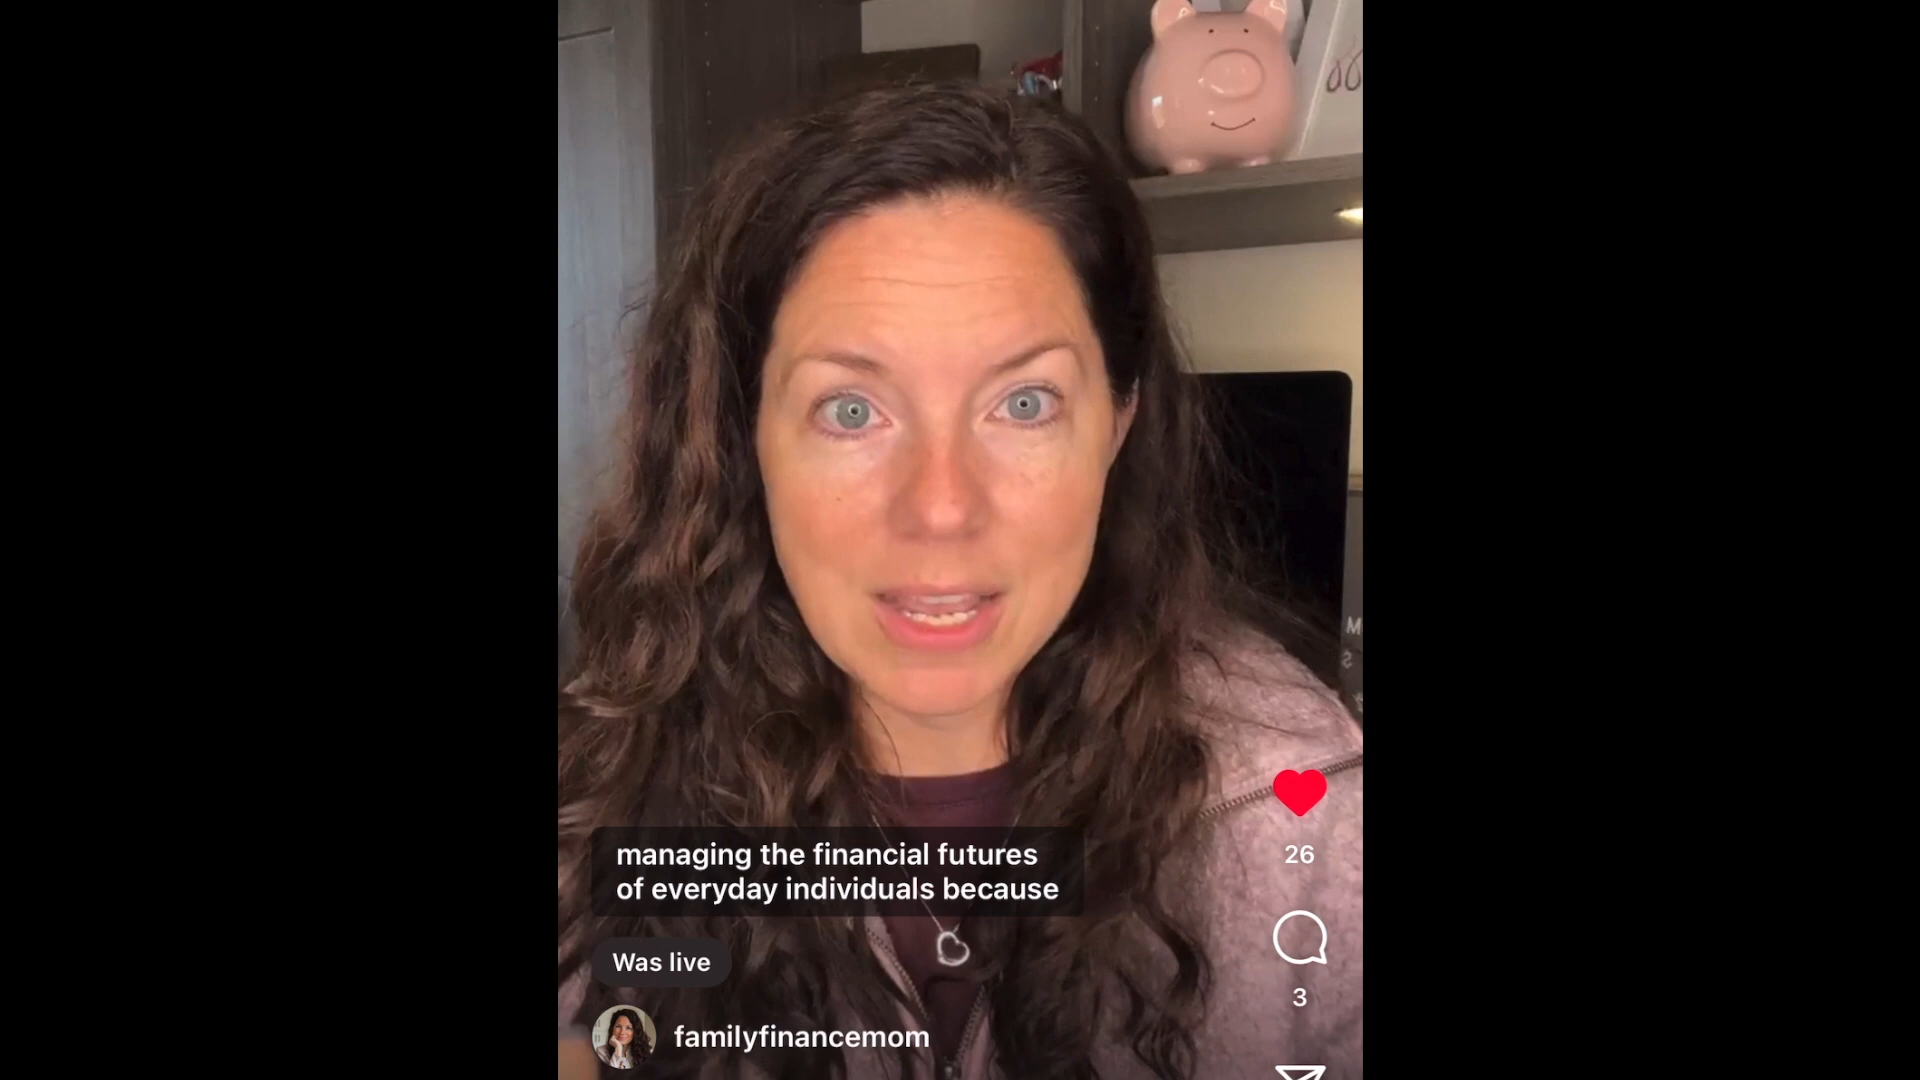 managing the financial futures
of everyday individuals because
26
Was live
3
familyfinancemom